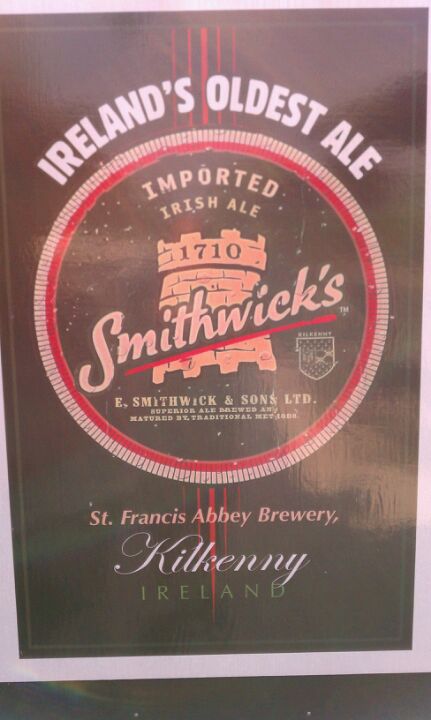 IRELAND'S OLDEST ALE
IMPORTED
IRISH ALE
1710
Smithwick's
TM
KILKENNY
E. SMITHWICK & SONS LTD.
SUPERIOR ALE BREWED AND
MATURED BY TRADITIONAL METHODS.
St. Francis Abbey Brewery,
Kilkenny
IRELAND